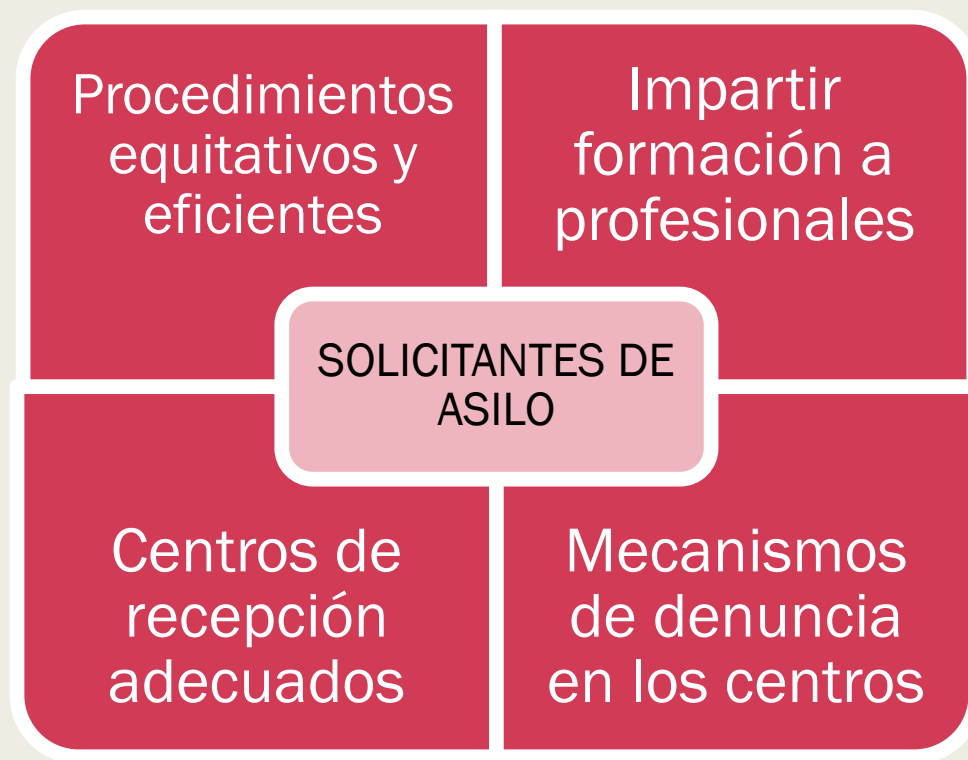 Procedimientos
equitativos y
eficientes
Impartir
formación a
profesionales
SOLICITANTES DE
ASILO
Centros de
recepción
adecuados
Mecanismos
de denuncia
en los centros